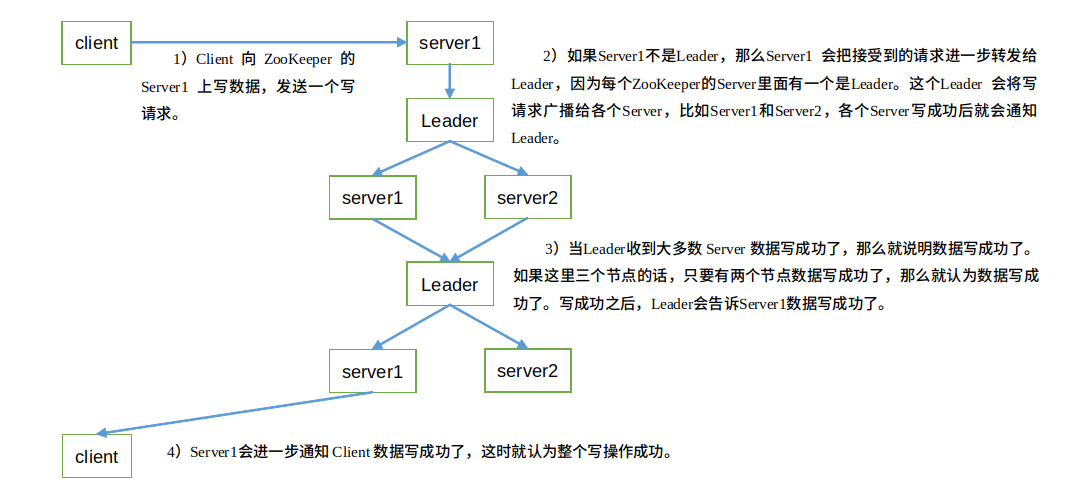 client
server1
1）Client 向 ZooKeeper 的
Server1 上写数据，发送一个写
请求。
2）如果Server1不是Leader，那么Server1 会把接受到的请求进一步转发给
Leader，因为每个ZooKeeper的Server里面有一个是Leader。这个Leader 会将写
请求广播给各个Server，比如Server1和Server2，各个Server写成功后就会通知
Leader。
Leader
server1
server2
3）当Leader收到大多数 Server 数据写成功了，那么就说明数据写成功了。
如果这里三个节点的话，只要有两个节点数据写成功了，那么就认为数据写成
功了。写成功之后，Leader会告诉Server1数据写成功了。
Leader
server1
server2
client
4）Server1会进一步通知 Client 数据写成功了，这时就认为整个写操作成功。